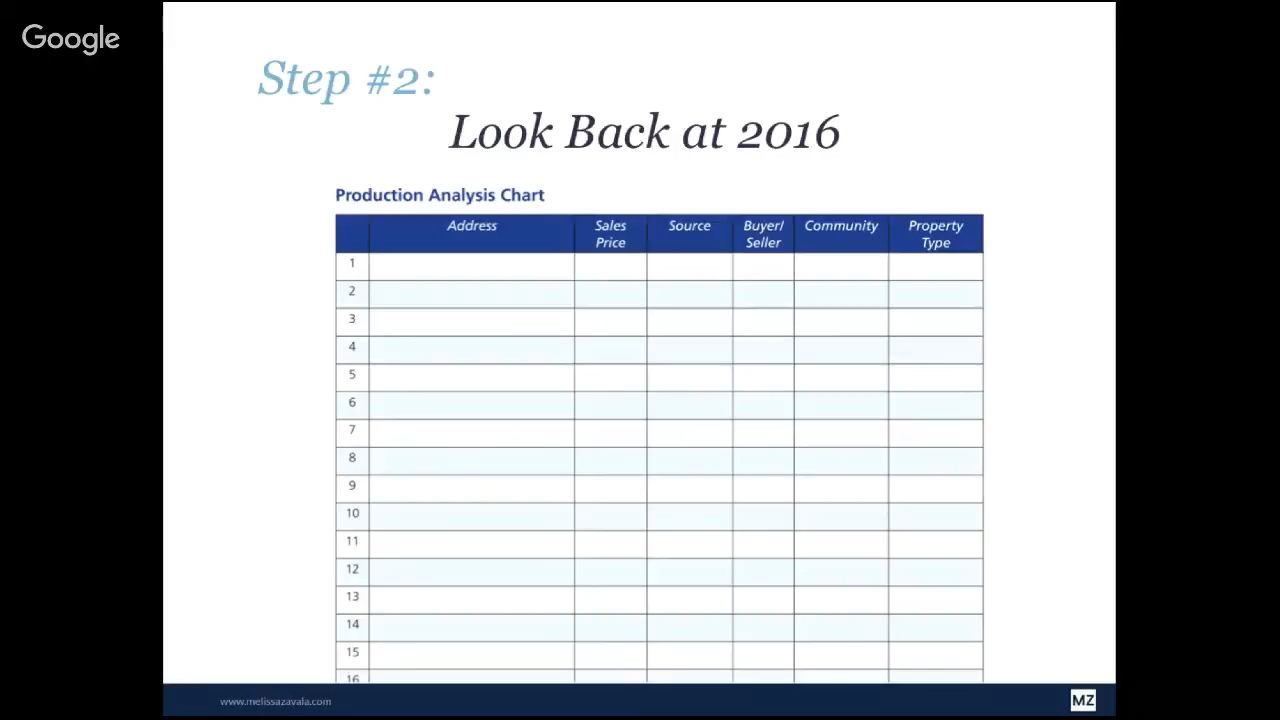 Google
Step #2:
Look Back at 2016
Production Analysis Chart
Address Sales Price Source Buyer/ Seller Community Property Type
1
2
3
4
5
6
7
8
9
10
11
12
13
14
15
16
www.melissazavala.com MZ